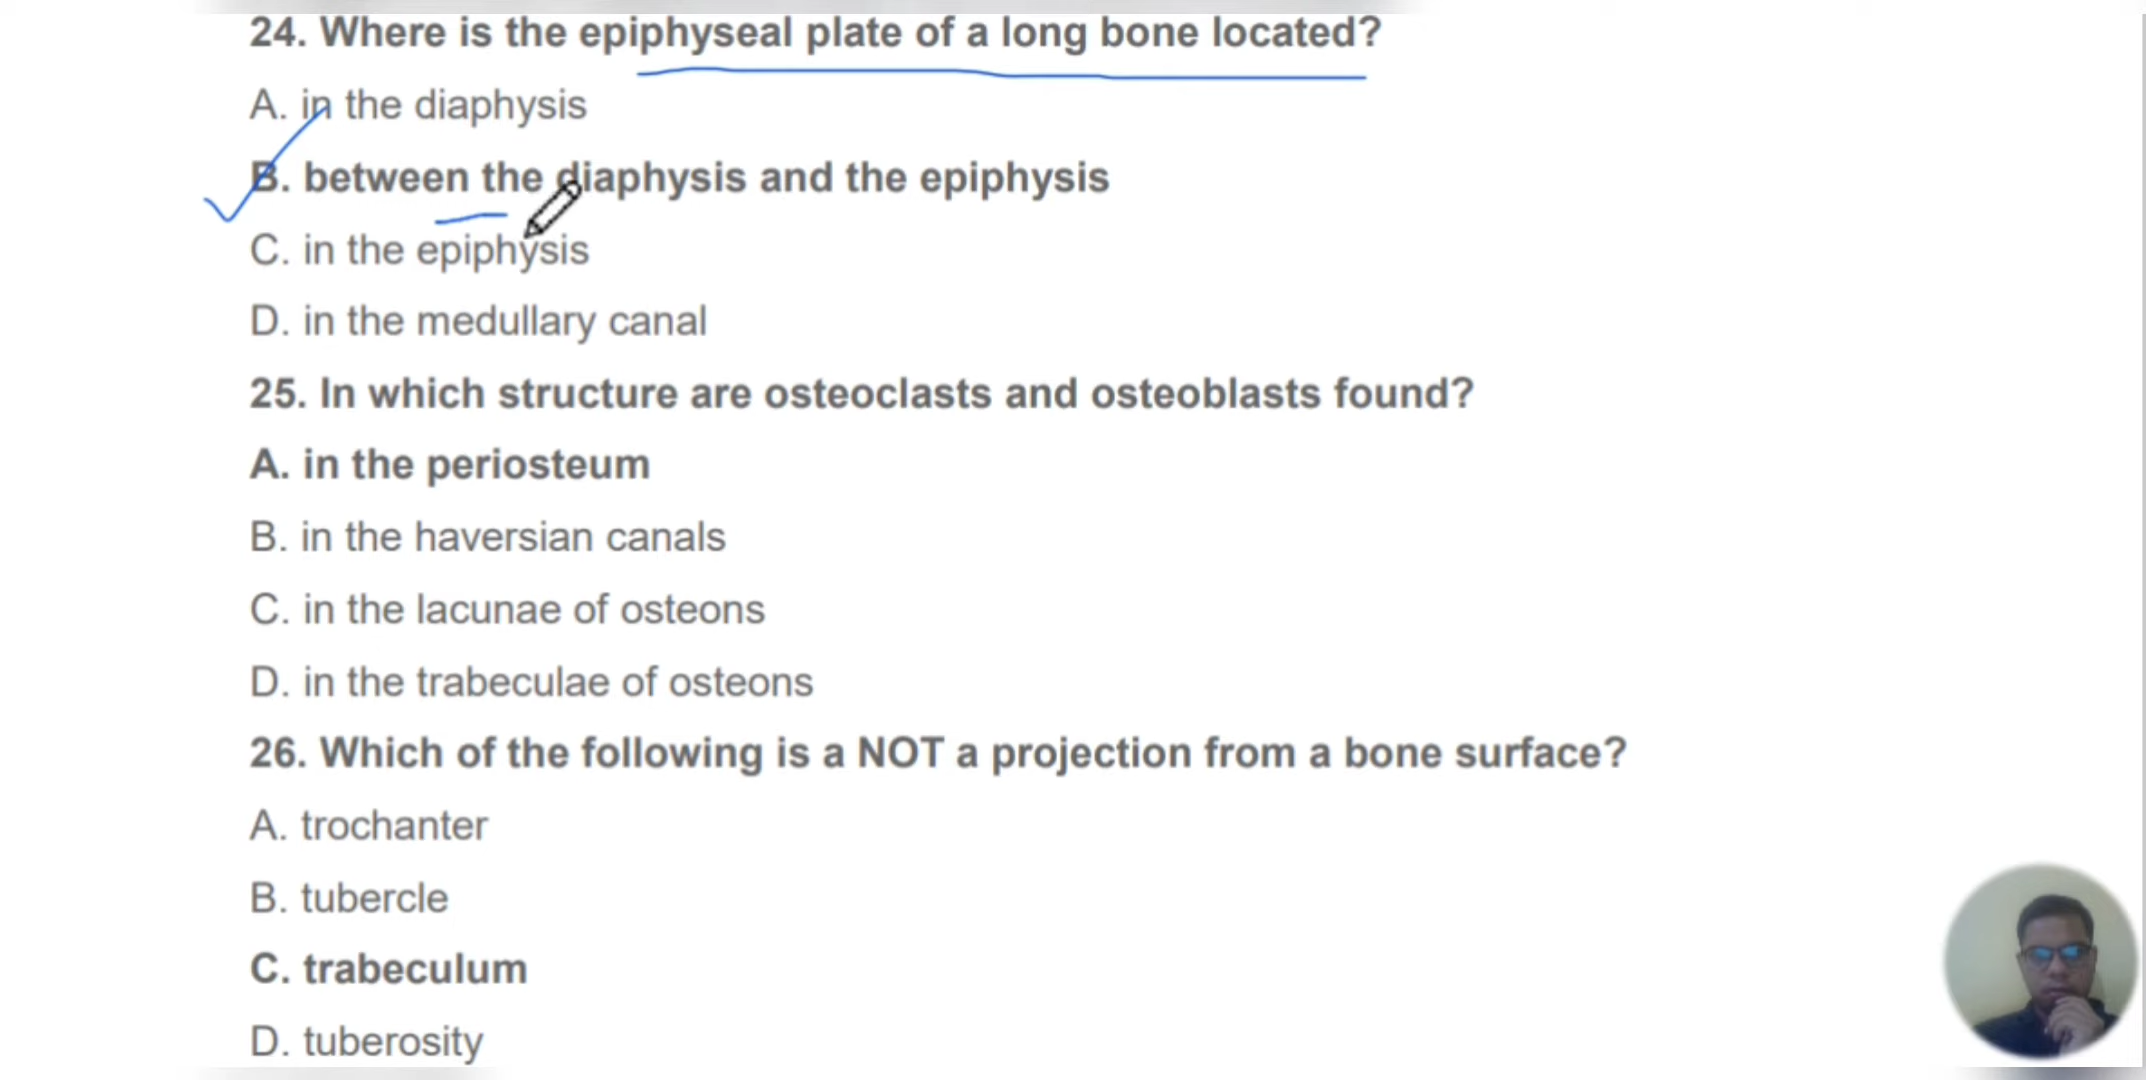 24. Where is the epiphyseal plate of a long bone located?
A. in the diaphysis
B. between the diaphysis and the epiphysis
C. in the epiphysis
D. in the medullary canal
25. In which structure are osteoclasts and osteoblasts found?
A. in the periosteum
B. in the haversian canals
C. in the lacunae of osteons
D. in the trabeculae of osteons
26. Which of the following is a NOT a projection from a bone surface?
A. trochanter
B. tubercle
C. trabeculum
D. tuberosity